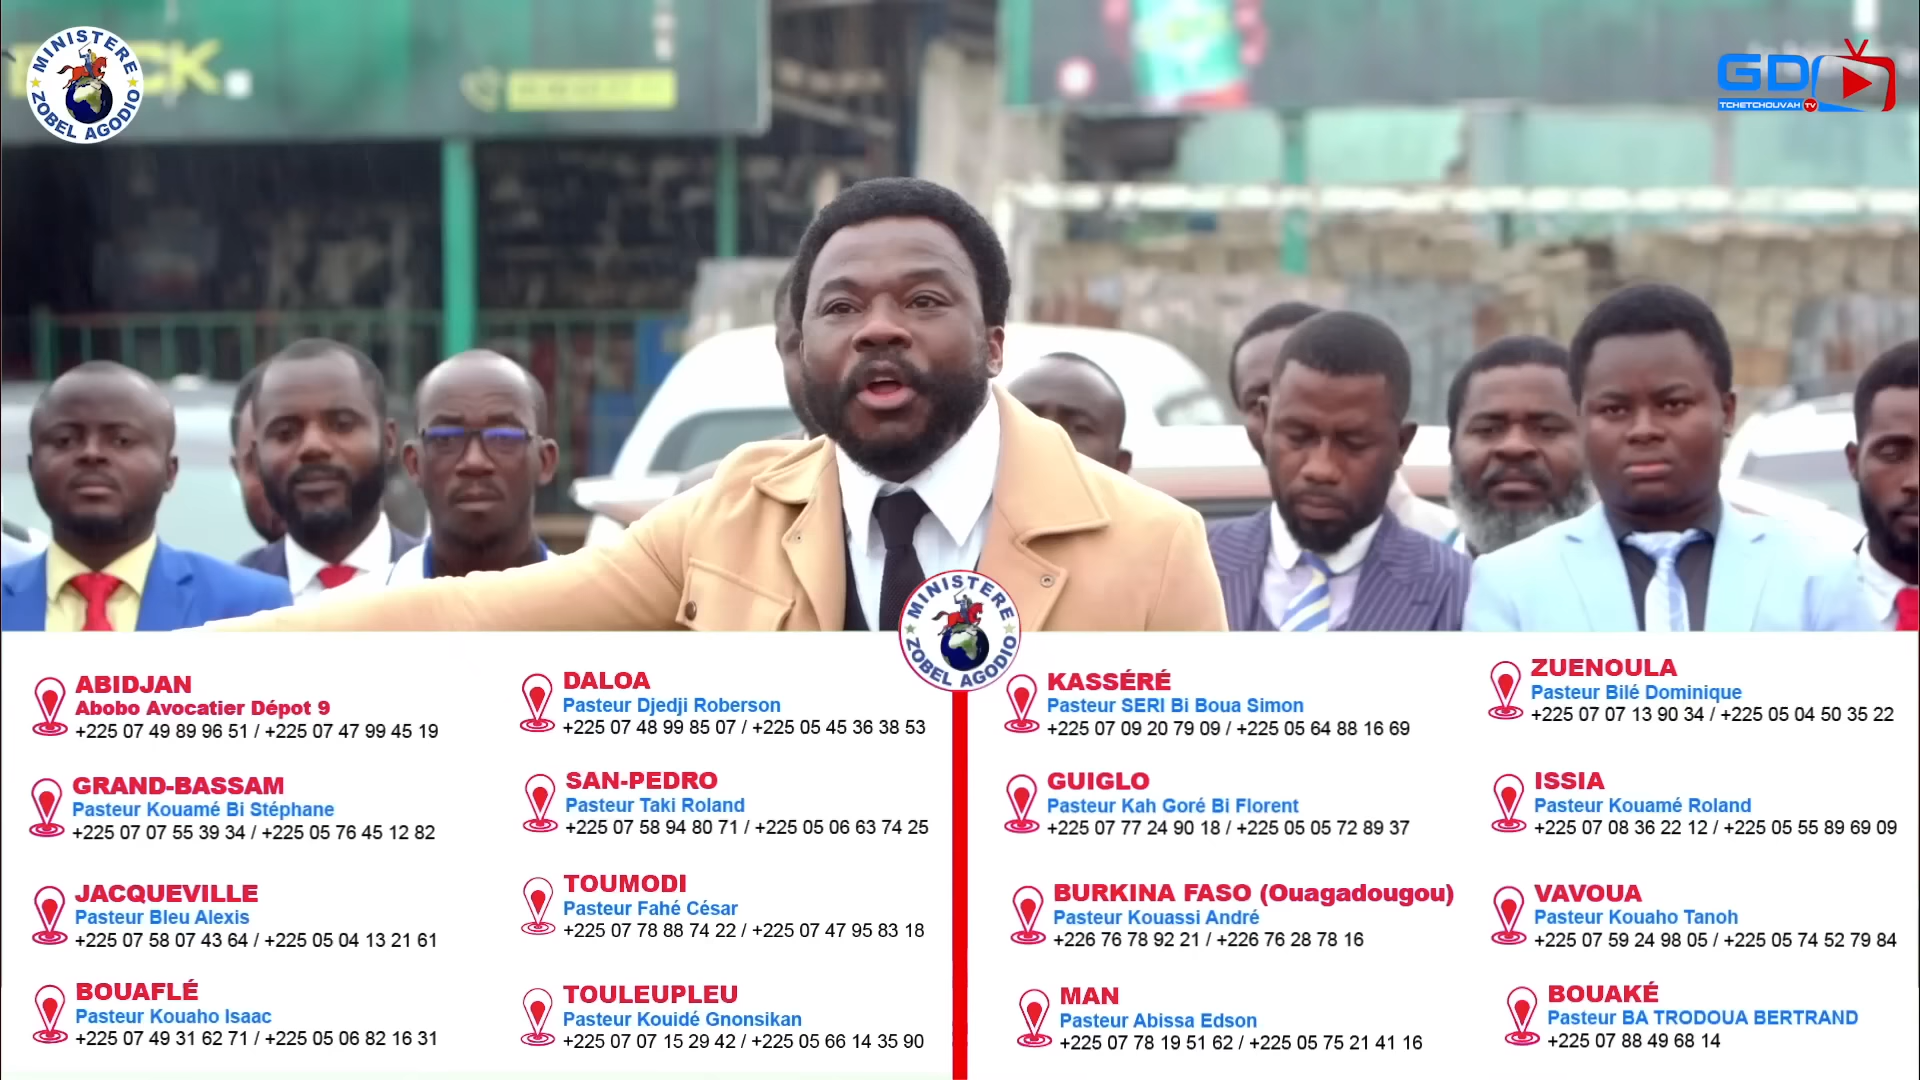 MINISTERE
ZOBEL AGODIO
CK.
GD
TCHETCHOUVAH TV
MINISTERE
ZOBEL AGODIO
ABIDJAN
Abobo Avocatier Dépot 9
+225 07 49 89 96 51 / +225 07 47 99 45 19
GRAND-BASSAM
Pasteur Kouamé Bi Stéphane
+225 07 07 55 39 34 / +225 05 76 45 12 82
JACQUEVILLE
Pasteur Bleu Alexis
+225 07 58 07 43 64 / +225 05 04 13 21 61
BOUAFLÉ
Pasteur Kouaho Isaac
+225 07 49 31 62 71 / +225 05 06 82 16 31
DALOA
Pasteur Djedji Roberson
+225 07 48 99 85 07 / +225 05 45 36 38 53
SAN-PEDRO
Pasteur Taki Roland
+225 07 58 94 80 71 / +225 05 06 63 74 25
TOUMODI
Pasteur Fahé César
+225 07 78 88 74 22 / +225 07 47 95 83 18
TOULEUPLEU
Pasteur Kouidé Gnonsikan
+225 07 07 15 29 42 / +225 05 66 14 35 90
KASSÉRÉ
Pasteur SERI Bi Boua Simon
+225 07 09 20 79 09 / +225 05 64 88 16 69
GUIGLO
Pasteur Kah Goré Bi Florent
+225 07 77 24 90 18 / +225 05 05 72 89 37
BURKINA FASO (Ouagadougou)
Pasteur Kouassi André
+226 76 78 92 21 / +226 76 28 78 16
MAN
Pasteur Abissa Edson
+225 07 78 19 51 62 / +225 05 75 21 41 16
ZUENOULA
Pasteur Bilé Dominique
+225 07 07 13 90 34 / +225 05 04 50 35 22
ISSIA
Pasteur Kouamé Roland
+225 07 08 36 22 12 / +225 05 55 89 69 09
VAVOUA
Pasteur Kouaho Tanoh
+225 07 59 24 98 05 / +225 05 74 52 79 84
BOUAKÉ
Pasteur BA TRODOUA BERTRAND
+225 07 88 49 68 14